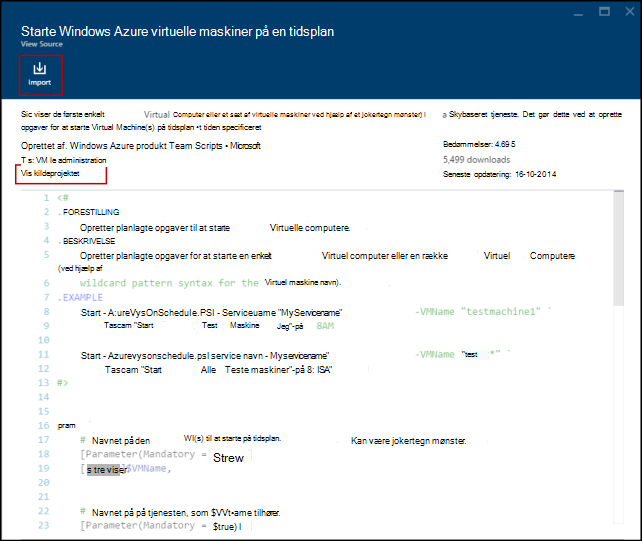 Starte Windows Azure virtuelle maskiner på en tidsplan
View Source
Import
Sic viser de første enkelt Virtual Computer eller et sæt af virtuelle maskiner ved hjælp af et jokertegn mønster) I a Skybaseret tjeneste. Det gør dette ved at oprette
opgaver for at starte Virtual Machine(s) på tidsplan •t tiden specificeret
Oprettet af. Windows Azure produkt Team Scripts • Microsoft
Bedømmelser: 4.69 5
T s: VM le administration
5,499 downloads
Vis kildeprojektet
Seneste opdatering: 16-10-2014
1 <#
2 . FORESTILLING
3 Opretter planlagte opgaver til at starte Virtuelle computere.
4 . BESKRIVELSE
5 Opretter planlagte opgaver for at starte en enkelt Virtuel computer eller en række Virtuel Computere
(ved hjælp af
6 wildcard pattern syntax for the Virtuel maskine navn).
7 .EXAMPLE
8 Start - A:ureVysOnSchedule.PSI - Serviceuame "MyServicename" -VMName "testmachine1" `
9 Tascam "Start Test Maskine Jeg"-på 8AM
10
11 Start - Azurevysonschedule.psl service navn - Myservicename" -VMName "test *" `
12 Tascam "Start Alle Teste maskiner"-på 8: ISA"
13 #>
14
15
16 pram
17 # Navnet på den WI(s) til at starte på tidsplan. Kan være jokertegn mønster.
18 [Parameter(Mandatory = Strew ]
19 [ s tre viser. ]$VMName,
20
21
22 # Navnet på på tjenesten, som $VVt•ame tilhører.
23 [Parameter(Mandatory = $true) I